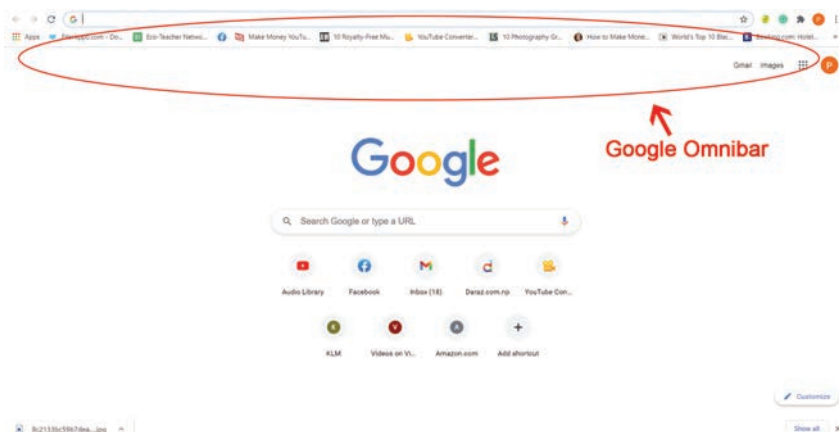 G
Apps Eco-Teacher Netwo... Make Money YouTu... 10 Royalty-Free Mu... YouTube Converter... 10 Photography Gr... How to Make Mone... World's Top 10 Blac... Booking.com: Hotel...
Gmail Images P
Google Omnibar
Google
Search Google or type a URL
Audio Library Facebook Inbox (18) Daraz.com.np YouTube Con...
K V A
KLM Videos on Vi... Amazon.com Add shortcut
Customize
Show all